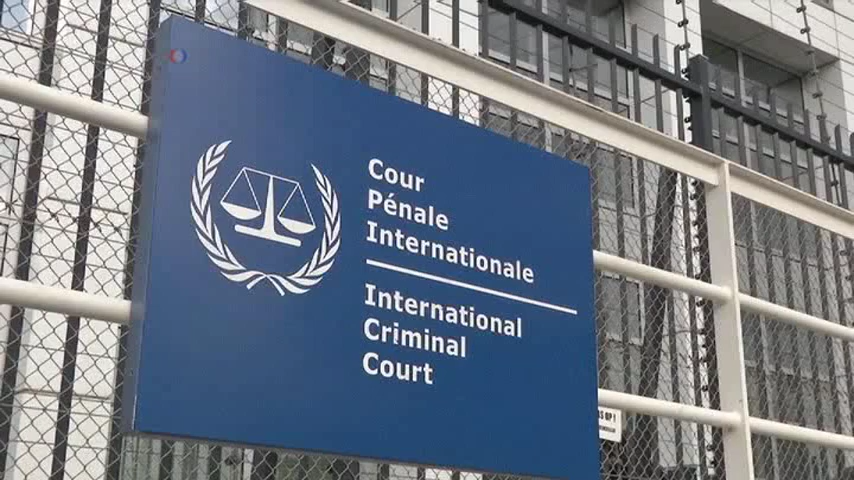 Cour
Pénale
Internationale
International
Criminal
Court